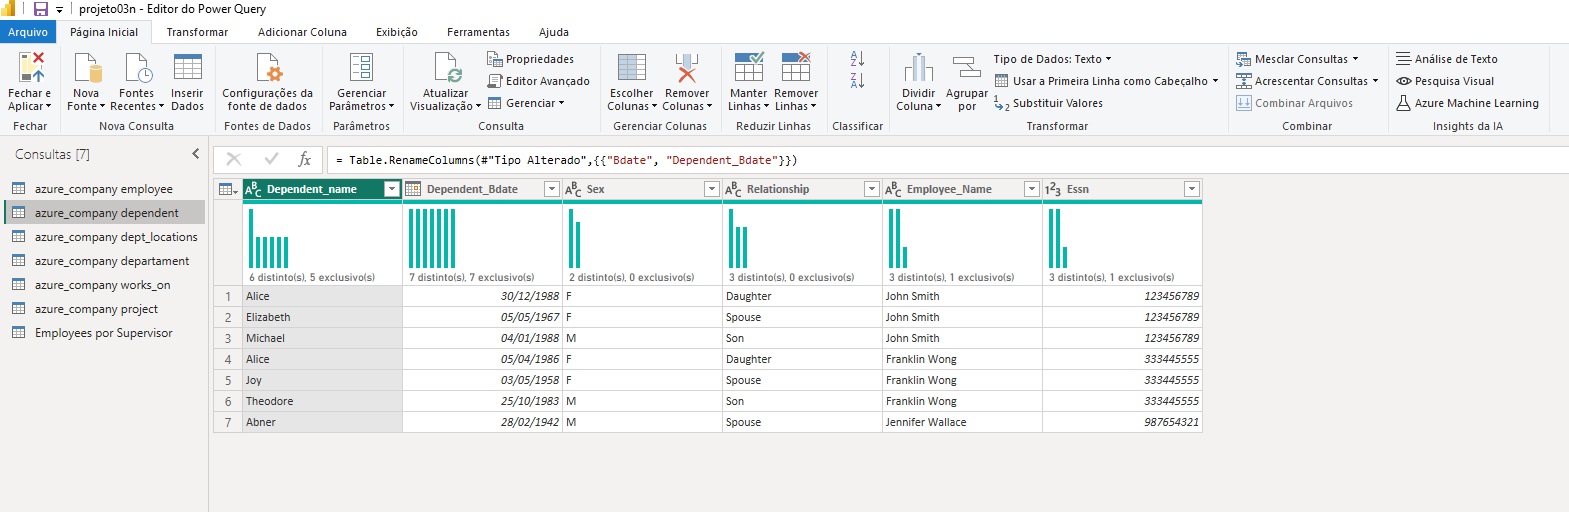 projeto03n - Editor do Power Query
Arquivo Página Inicial Transformar Adicionar Coluna Exibição Ferramentas Ajuda
Fechar e Aplicar
Fechar
Nova Fonte
Fontes Recentes
Inserir Dados
Nova Consulta
Configurações da fonte de dados
Fontes de Dados
Gerenciar Parâmetros
Parâmetros
Atualizar Visualização
Propriedades
Editor Avançado
Gerenciar
Consulta
Escolher Colunas
Remover Colunas
Gerenciar Colunas
Manter Linhas
Remover Linhas
Reduzir Linhas
Classificar
Dividir Coluna
Agrupar por
Tipo de Dados: Texto
Usar a Primeira Linha como Cabeçalho
Substituir Valores
Transformar
Mesclar Consultas
Acrescentar Consultas
Combinar Arquivos
Combinar
Análise de Texto
Pesquisa Visual
Azure Machine Learning
Insights da IA
Consultas [7]
azure_company employee
azure_company dependent
azure_company dept_locations
azure_company departament
azure_company works_on
azure_company project
Employees por Supervisor
= Table.RenameColumns(#"Tipo Alterado",{{"Bdate", "Dependent_Bdate"}})
Dependent_name Dependent_Bdate Sex Relationship Employee_Name Essn
6 distinto(s), 5 exclusivo(s) 7 distinto(s), 7 exclusivo(s) 2 distinto(s), 0 exclusivo(s) 3 distinto(s), 0 exclusivo(s) 3 distinto(s), 1 exclusivo(s) 3 distinto(s), 1 exclusivo(s)
1 Alice 30/12/1988 F Daughter John Smith 123456789
2 Elizabeth 05/05/1967 F Spouse John Smith 123456789
3 Michael 04/01/1988 M Son John Smith 123456789
4 Alice 05/04/1986 F Daughter Franklin Wong 333445555
5 Joy 03/05/1958 F Spouse Franklin Wong 333445555
6 Theodore 25/10/1983 M Son Franklin Wong 333445555
7 Abner 28/02/1942 M Spouse Jennifer Wallace 987654321